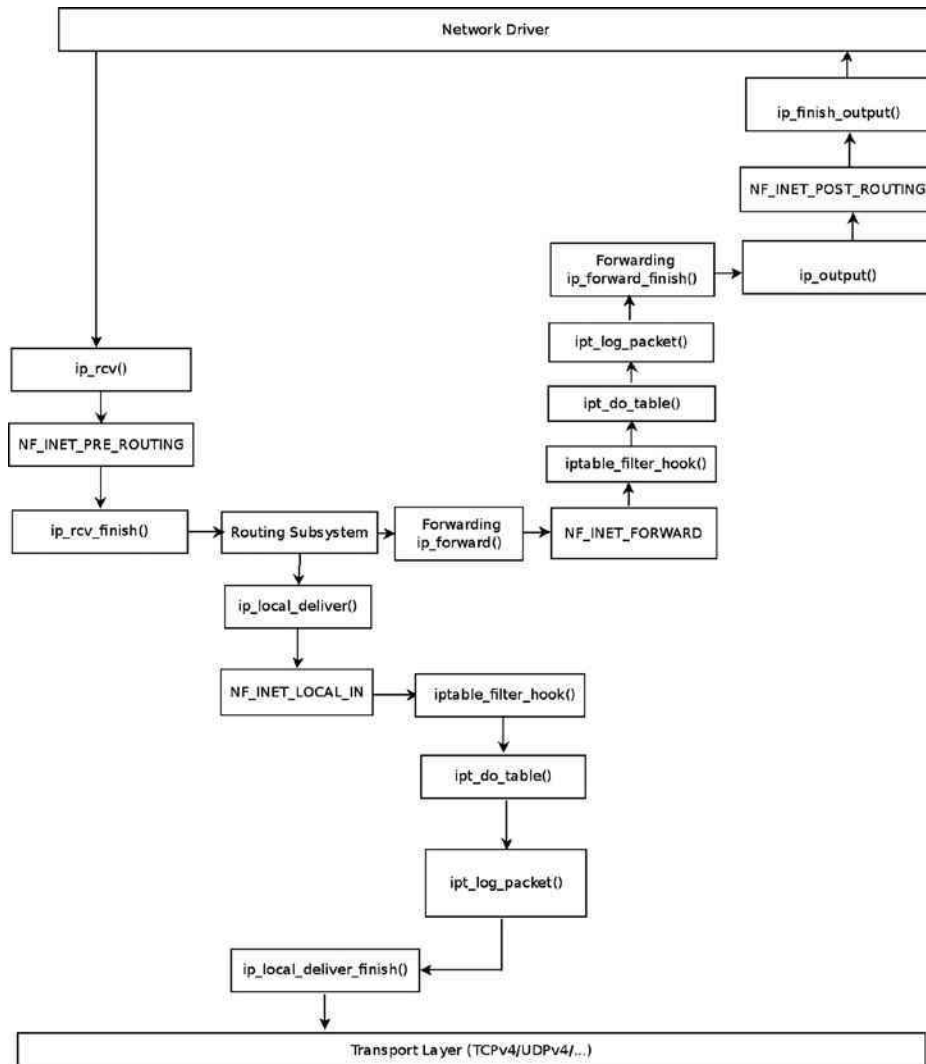 Network Driver
ip_finish_output()
NF_INET_POST_ROUTING
Forwarding
ip_forward_finish()
ip_output()
ipt_log_packet()
ip_rcv()
ipt_do_table()
NF_INET_PRE_ROUTING
iptable_filter_hook()
ip_rcv_finish()
Routing Subsystem
Forwarding
ip_forward()
NF_INET_FORWARD
ip_local_deliver()
NF_INET_LOCAL_IN
iptable_filter_hook()
ipt_do_table()
ipt_log_packet()
ip_local_deliver_finish()
Transport Layer (TCPv4/UDPv4/...)